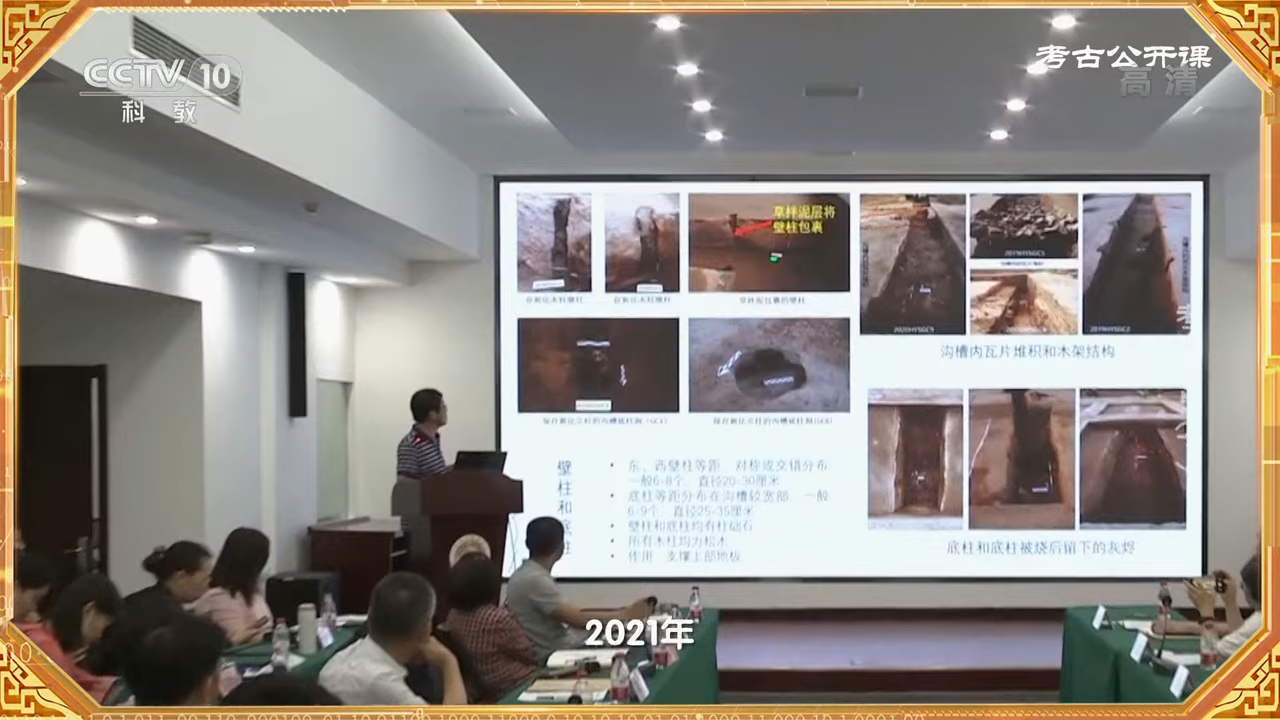 CCTV 10
科教
考古公开课
高清
草拌泥层将
壁柱包裹
2020HYSGC9
2019HYSGC5
2019HYSGC2
沟槽内瓦片堆积和木架结构
壁柱和底柱
• 东、西壁柱等距 对称或交错分布
一般6-8个 直径20-30厘米
• 底柱等距分布在沟槽较宽部 一般
6-9个 直径25-35厘米
• 壁柱和底柱均有柱础石
• 所有木柱均为松木
• 作用 支撑上部地板
底柱和底柱被烧后留下的灰烬
2021年